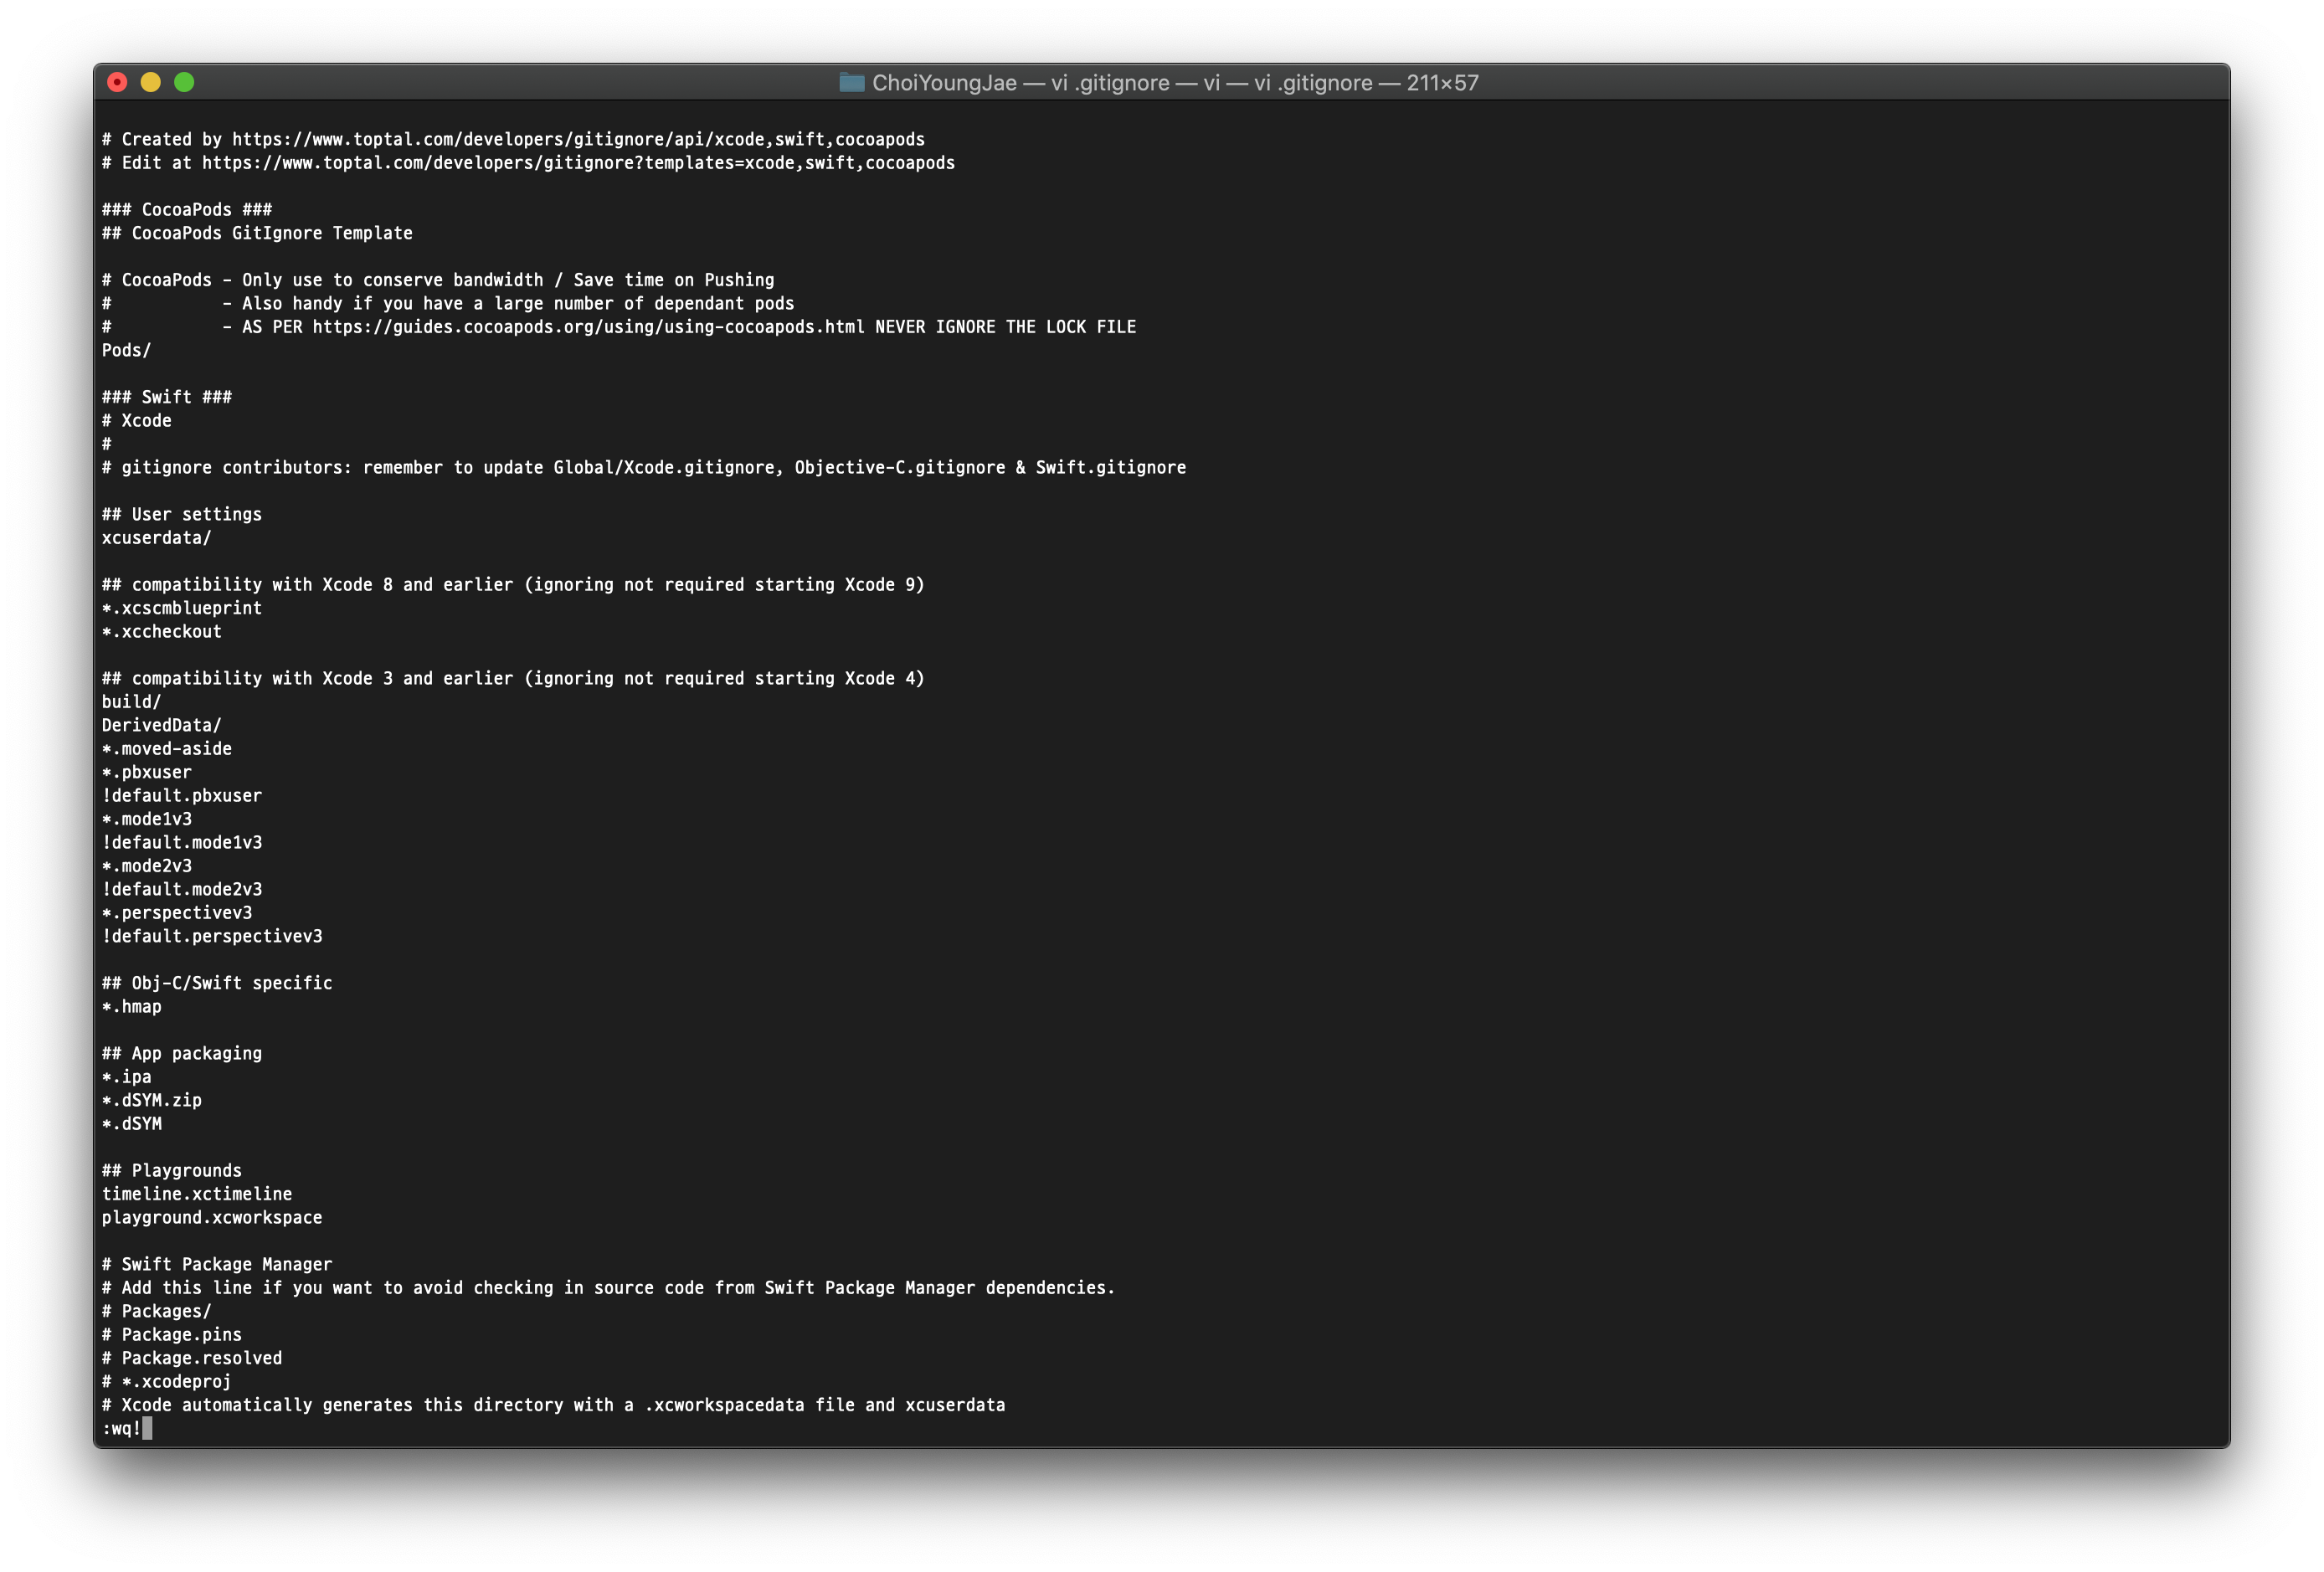 ChoiYoungJae — vi .gitignore — vi — vi .gitignore — 211×57
# Created by https://www.toptal.com/developers/gitignore/api/xcode,swift,cocoapods
# Edit at https://www.toptal.com/developers/gitignore?templates=xcode,swift,cocoapods
### CocoaPods ###
## CocoaPods GitIgnore Template
# CocoaPods - Only use to conserve bandwidth / Save time on Pushing
#           - Also handy if you have a large number of dependant pods
#           - AS PER https://guides.cocoapods.org/using/using-cocoapods.html NEVER IGNORE THE LOCK FILE
Pods/
### Swift ###
# Xcode
#
# gitignore contributors: remember to update Global/Xcode.gitignore, Objective-C.gitignore & Swift.gitignore
## User settings
xcuserdata/
## compatibility with Xcode 8 and earlier (ignoring not required starting Xcode 9)
*.xcscmblueprint
*.xccheckout
## compatibility with Xcode 3 and earlier (ignoring not required starting Xcode 4)
build/
DerivedData/
*.moved-aside
*.pbxuser
!default.pbxuser
*.mode1v3
!default.mode1v3
*.mode2v3
!default.mode2v3
*.perspectivev3
!default.perspectivev3
## Obj-C/Swift specific
*.hmap
## App packaging
*.ipa
*.dSYM.zip
*.dSYM
## Playgrounds
timeline.xctimeline
playground.xcworkspace
# Swift Package Manager
# Add this line if you want to avoid checking in source code from Swift Package Manager dependencies.
# Packages/
# Package.pins
# Package.resolved
# *.xcodeproj
# Xcode automatically generates this directory with a .xcworkspacedata file and xcuserdata
:wq!